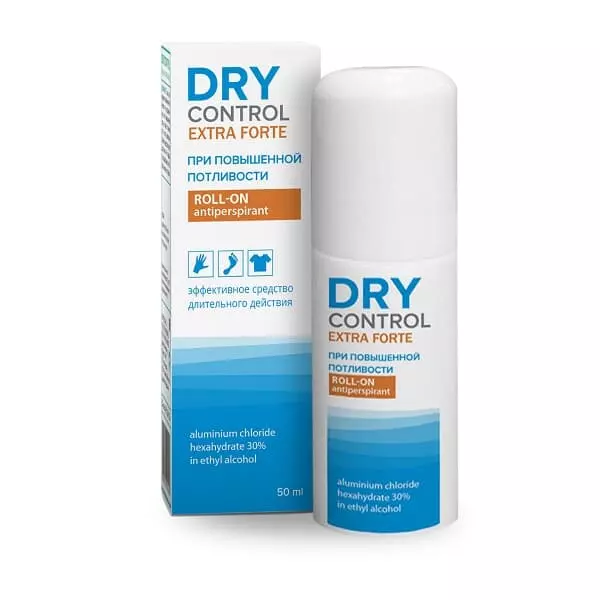 DRY
CONTROL
EXTRA FORTE
ПРИ ПОВЫШЕННОЙ
ПОТЛИВОСТИ
ROLL-ON
antiperspirant
эффективное средство
длительного действия
aluminium chloride
hexahydrate 30%
in ethyl alcohol
50 ml
DRY
CONTROL
EXTRA FORTE
ПРИ ПОВЫШЕННОЙ
ПОТЛИВОСТИ
ROLL-ON
antiperspirant
aluminium chloride
hexahydrate 30%
in ethyl alcohol